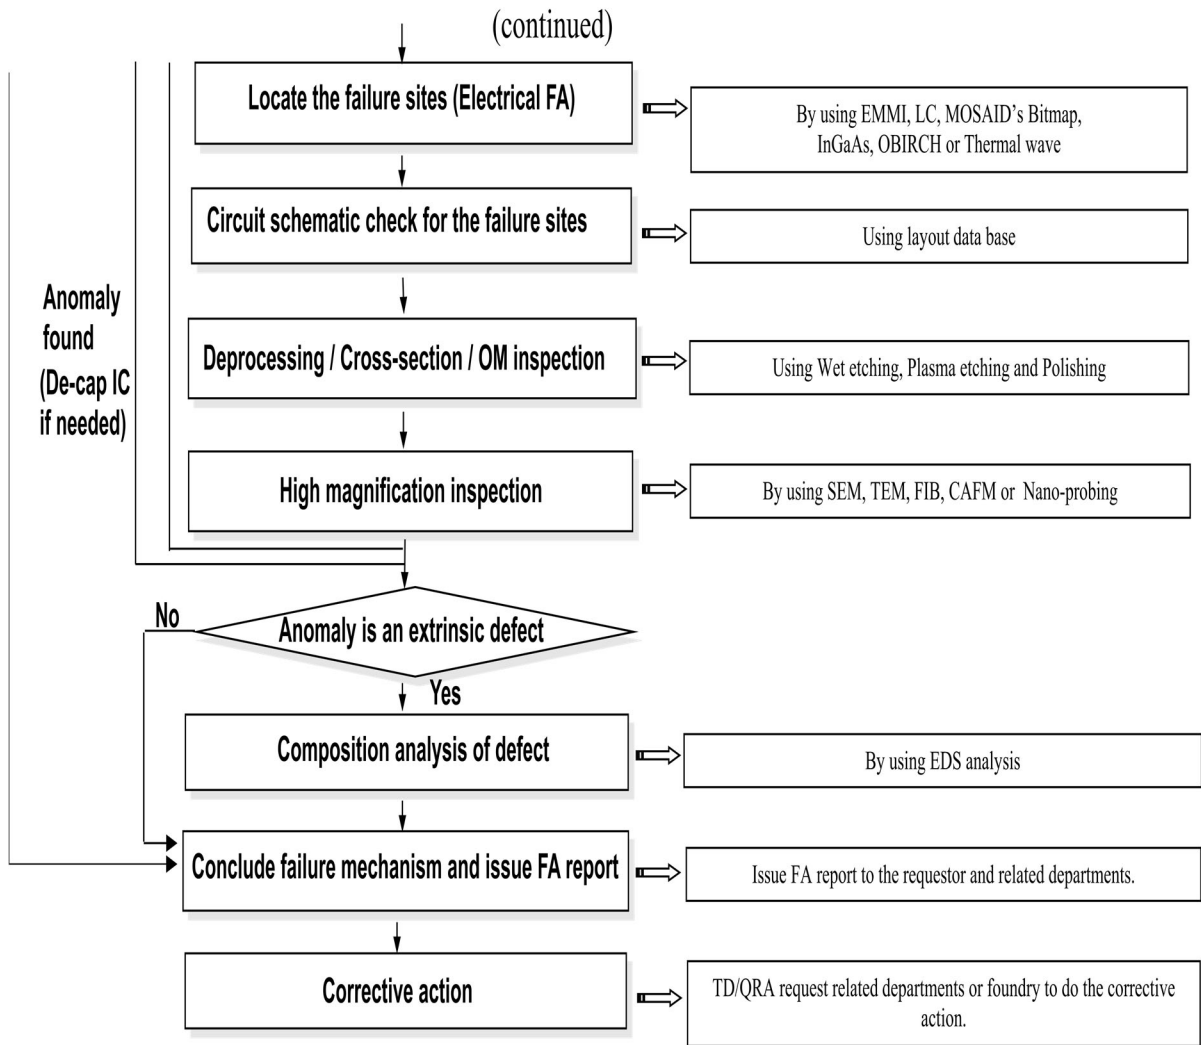 (continued)
Locate the failure sites (Electrical FA)
By using EMMI, LC, MOSAID's Bitmap,
InGaAs, OBIRCH or Thermal wave
Circuit schematic check for the failure sites
Using layout data base
Anomaly
found
(De-cap IC
if needed)
Deprocessing / Cross-section / OM inspection
Using Wet etching, Plasma etching and Polishing
High magnification inspection
By using SEM, TEM, FIB, CAFM or Nano-probing
No
Anomaly is an extrinsic defect
Yes
Composition analysis of defect
By using EDS analysis
Conclude failure mechanism and issue FA report
Issue FA report to the requestor and related departments.
Corrective action
TD/QRA request related departments or foundry to do the corrective
action.